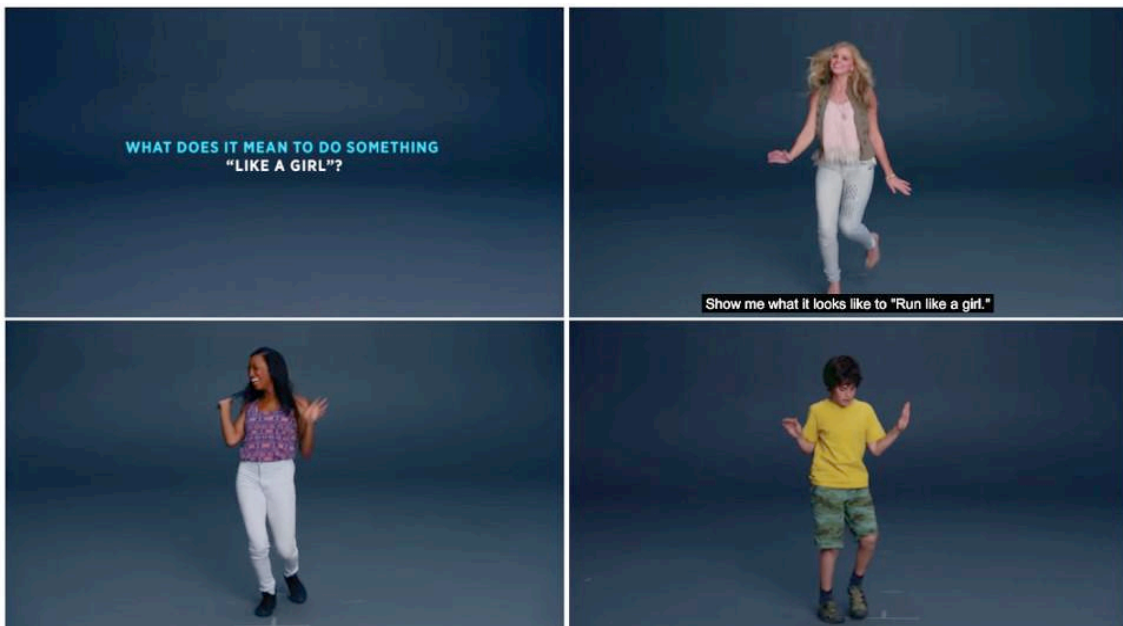 WHAT DOES IT MEAN TO DO SOMETHING
“LIKE A GIRL”?
Show me what it looks like to "Run like a girl."